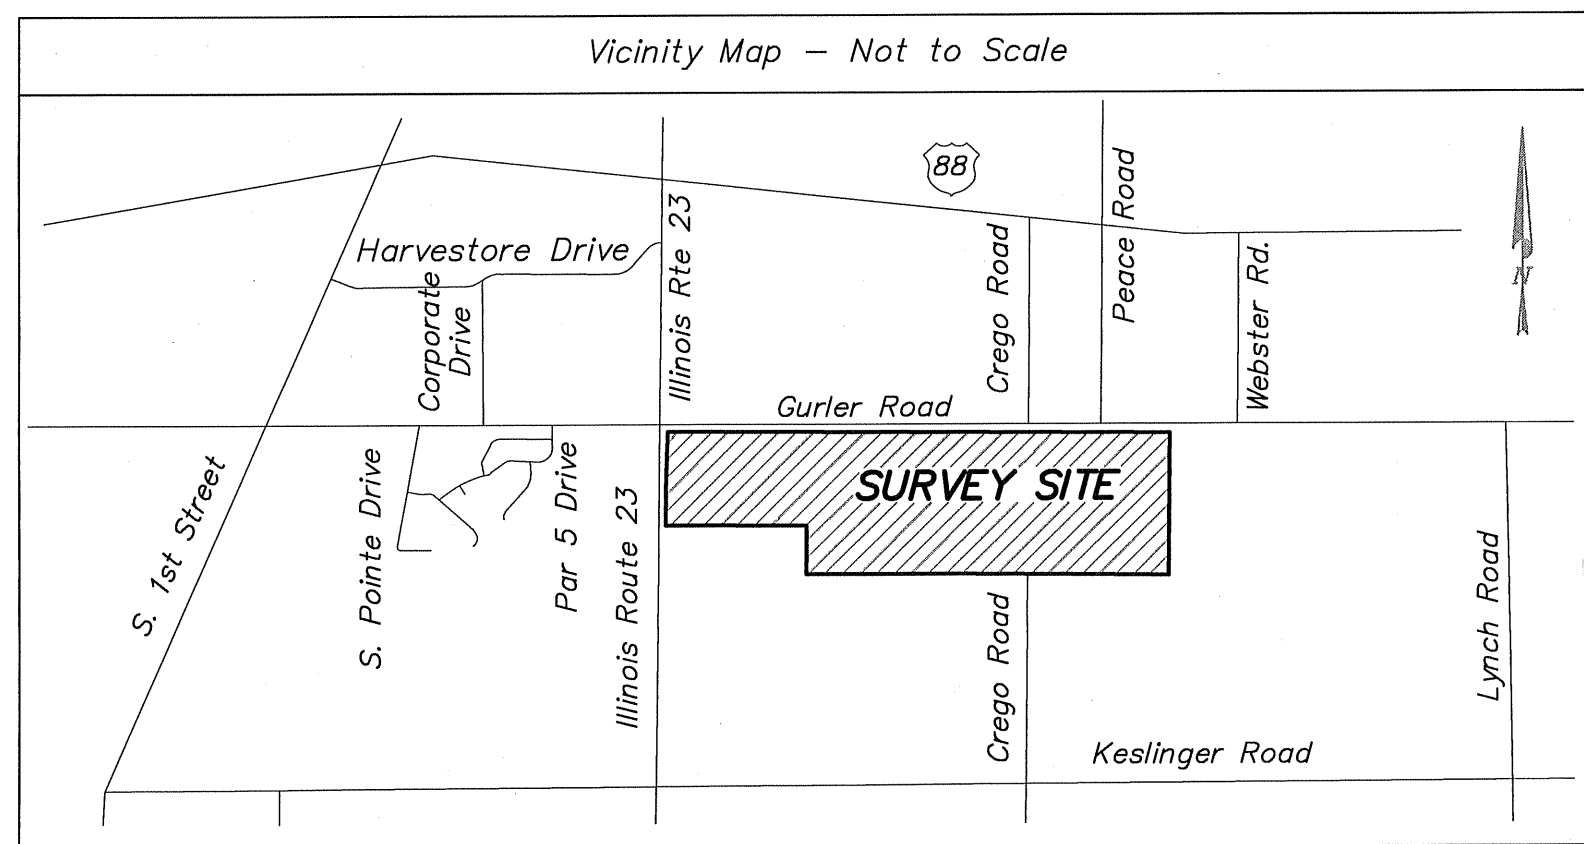 Vicinity Map – Not to Scale
88
Peace Road
Harvestore Drive
Illinois Rte 23
Crego Road
Webster Rd.
N
Corporate
Drive
Gurler Road
SURVEY SITE
S. 1st Street
S. Pointe Drive
Par 5 Drive
Illinois Route 23
Crego Road
Lynch Road
Keslinger Road